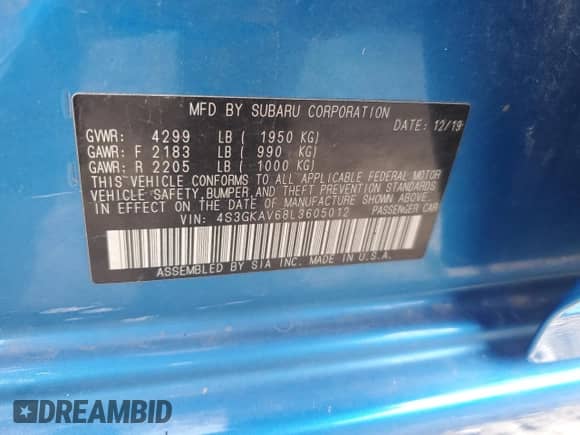 MFD BY SUBARU CORPORATION
DATE: 12/19
GVWR: 4299 LB ( 1950 KG)
GAWR: F 2183 LB ( 990 KG)
GAWR: R 2205 LB ( 1000 KG)
THIS VEHICLE CONFORMS TO ALL APPLICABLE FEDERAL MOTOR
VEHICLE SAFETY,BUMPER,AND THEFT PREVENTION STANDARDS
IN EFFECT ON THE DATE OF MANUFACTURE SHOWN ABOVE.
VIN: 4S3GKAV68L3605012 PASSENGER CAR
ASSEMBLED BY SIA INC. MADE IN U.S.A.
DREAMBID